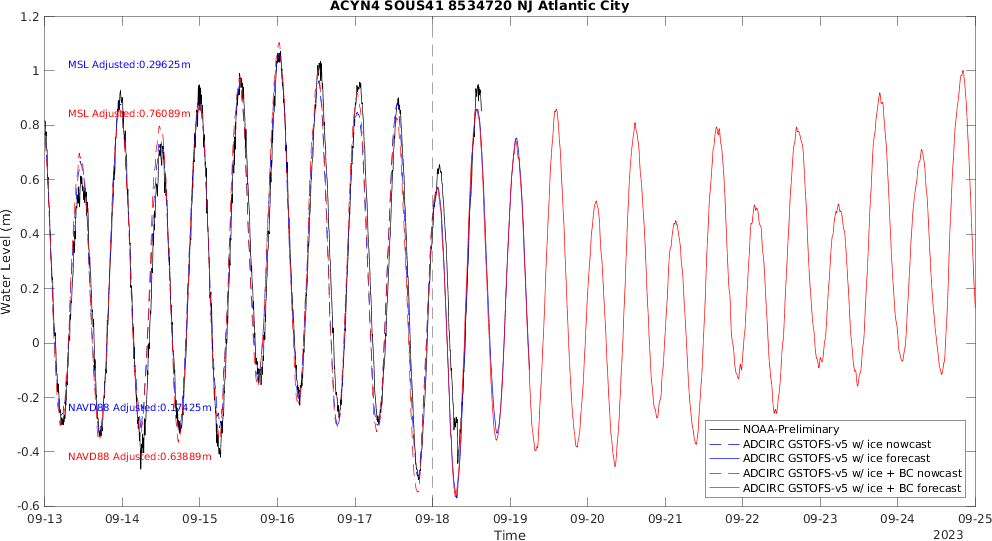 ACYN4 SOUS41 8534720 NJ Atlantic City
1.2
1
0.8
0.6
0.4
0.2
0
-0.2
-0.4
-0.6
Water Level (m)
MSL Adjusted:0.29625m
MSL Adjusted:0.76089m
NAVD88 Adjusted:0.17425m
NAVD88 Adjusted:0.63889m
NOAA-Preliminary
ADCIRC GSTOFS-v5 w/ ice nowcast
ADCIRC GSTOFS-v5 w/ ice forecast
ADCIRC GSTOFS-v5 w/ ice + BC nowcast
ADCIRC GSTOFS-v5 w/ ice + BC forecast
09-13 09-14 09-15 09-16 09-17 09-18 09-19 09-20 09-21 09-22 09-23 09-24 09-25
Time
2023